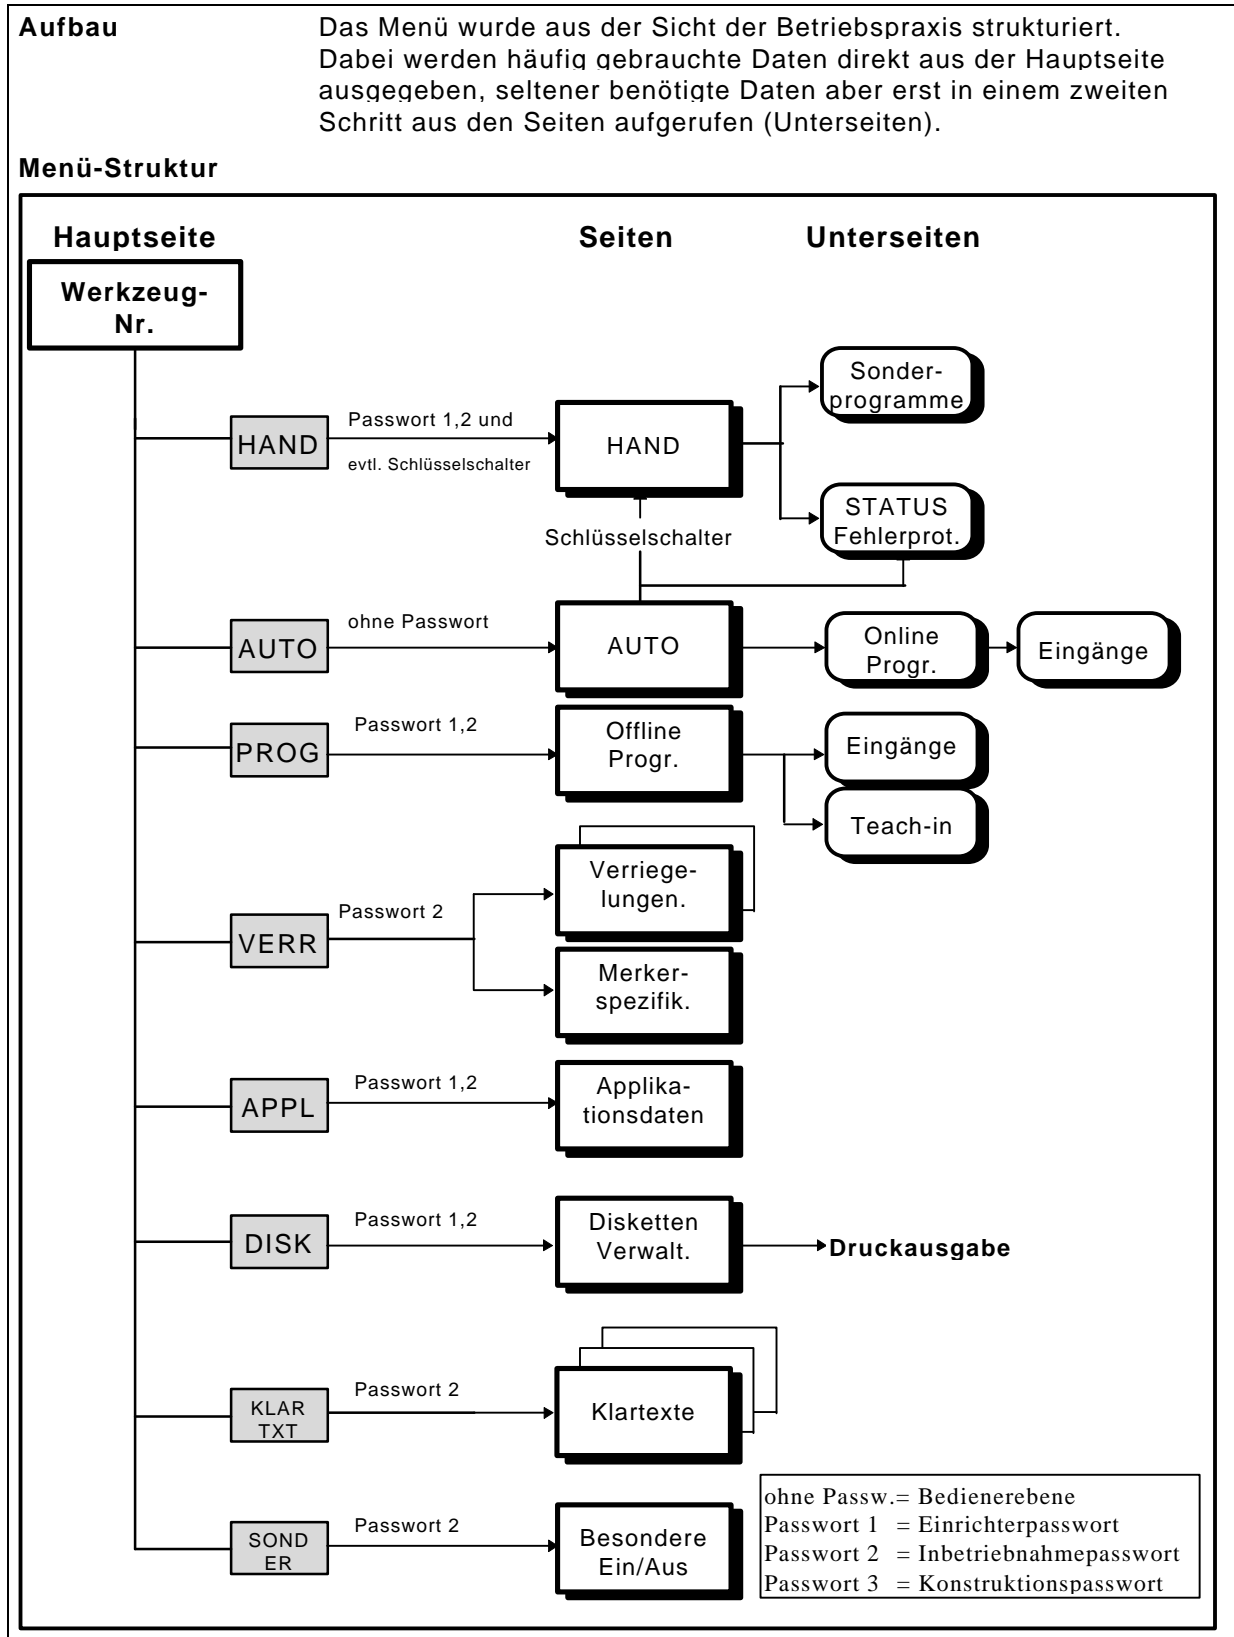 Aufbau
Das Menü wurde aus der Sicht der Betriebspraxis strukturiert.
Dabei werden häufig gebrauchte Daten direkt aus der Hauptseite
ausgegeben, seltener benötigte Daten aber erst in einem zweiten
Schritt aus den Seiten aufgerufen (Unterseiten).
Menü-Struktur
Hauptseite
Seiten
Unterseiten
Werkzeug-
Nr.
HAND
Passwort 1,2 und
evtl. Schlüsselschalter
HAND
Sonder-
programme
STATUS
Fehlerprot.
Schlüsselschalter
AUTO
ohne Passwort
AUTO
Online
Progr.
Eingänge
PROG
Passwort 1,2
Offline
Progr.
Eingänge
Teach-in
VERR
Passwort 2
Verriege-
lungen.
Merker-
spezifik.
APPL
Passwort 1,2
Applika-
tionsdaten
DISK
Passwort 1,2
Disketten
Verwalt.
Druckausgabe
KLAR
TXT
Passwort 2
Klartexte
SOND
ER
Passwort 2
Besondere
Ein/Aus
ohne Passw.= Bedienerebene
Passwort 1 = Einrichterpasswort
Passwort 2 = Inbetriebnahmepasswort
Passwort 3 = Konstruktionspasswort